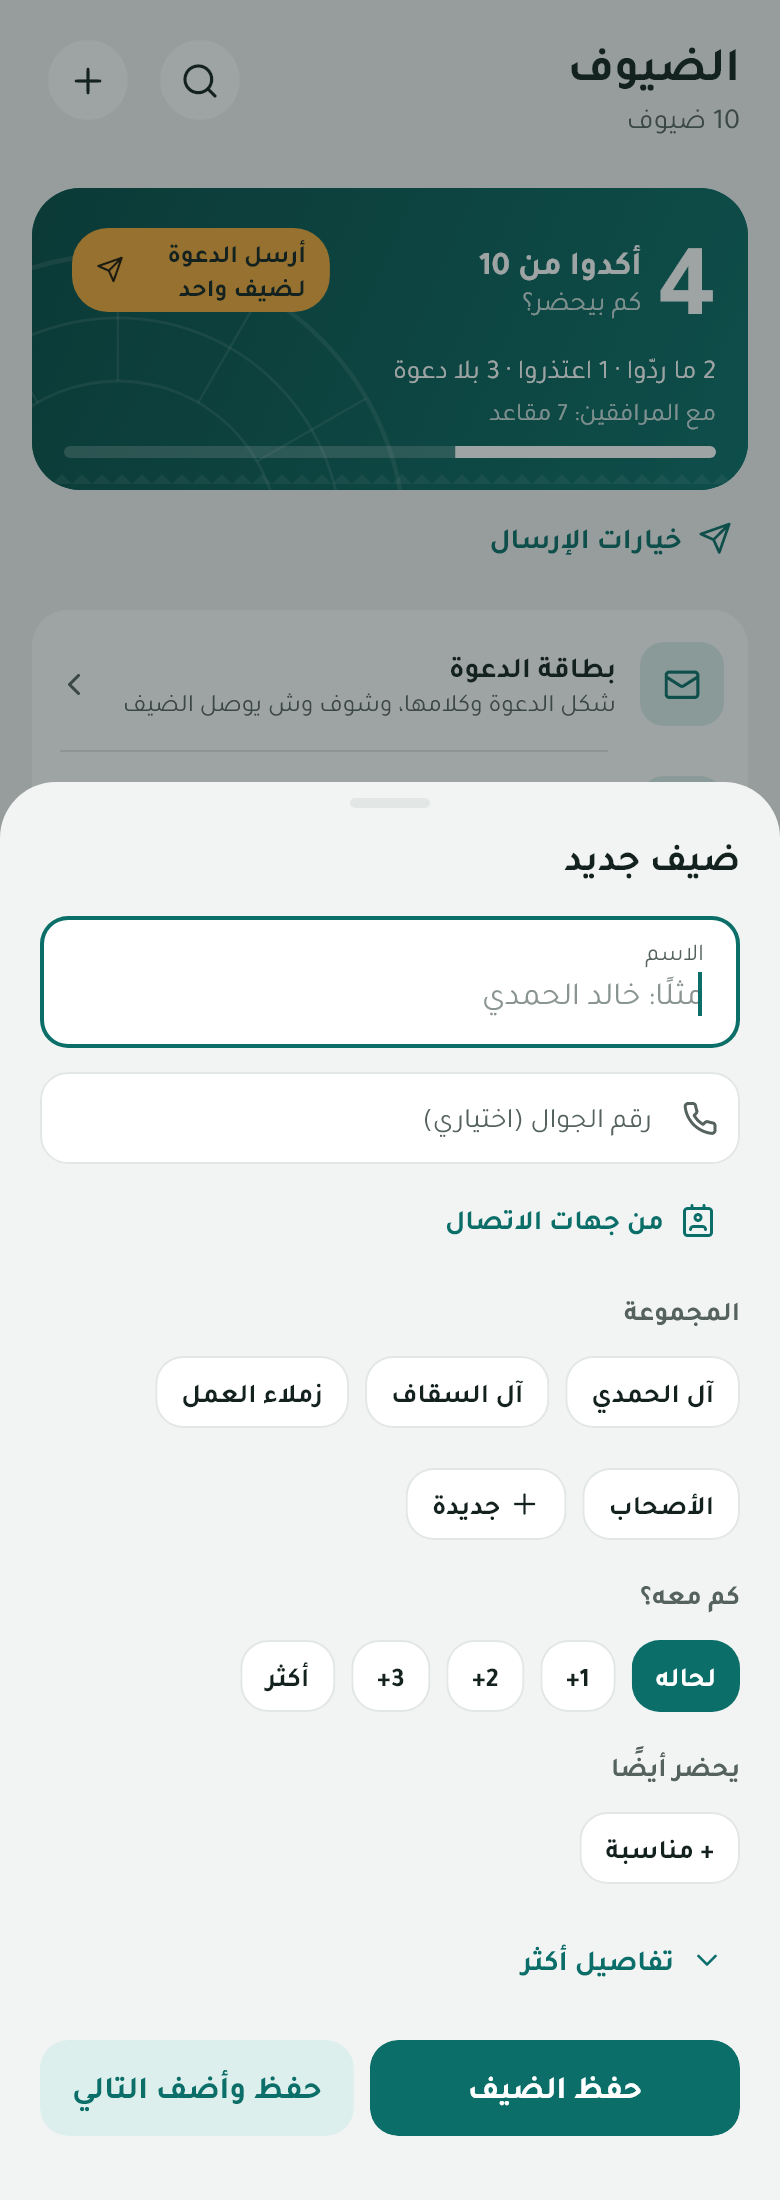 الضيوف
10 ضيوف
4
أكدوا من 10
كم بيحضر؟
أرسل الدعوة
لضيف واحد
2 ما ردّوا · 1 اعتذروا · 3 بلا دعوة
مع المرافقين: 7 مقاعد
خيارات الإرسال
بطاقة الدعوة
شكل الدعوة وكلامها، وشوف وش يوصل الضيف
ضيف جديد
الاسم
مثلًا: خالد الحمدي
رقم الجوال (اختياري)
من جهات الاتصال
المجموعة
آل الحمدي
آل السقاف
زملاء العمل
الأصحاب
+ جديدة
كم معه؟
لحاله
+1
+2
+3
أكثر
يحضر أيضًا
+ مناسبة
تفاصيل أكثر
حفظ الضيف
حفظ وأضف التالي